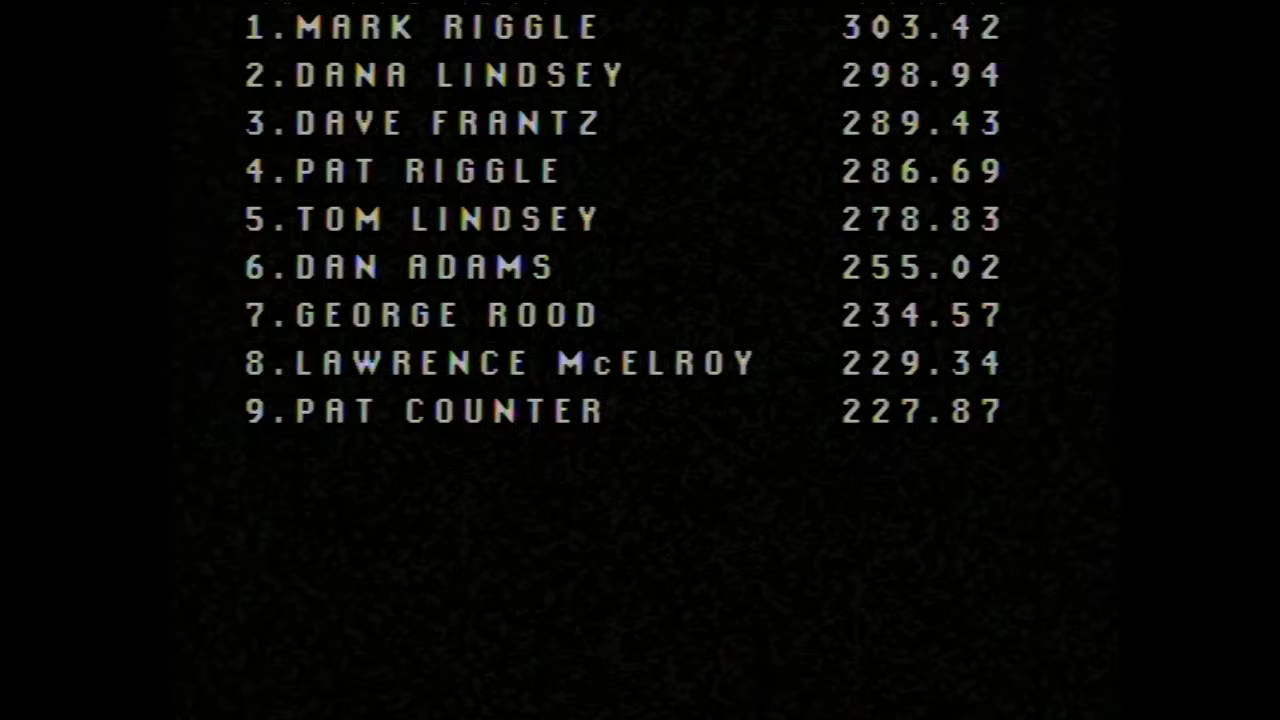 1.MARK RIGGLE 303.42
2.DANA LINDSEY 298.94
3.DAVE FRANTZ 289.43
4.PAT RIGGLE 286.69
5.TOM LINDSEY 278.83
6.DAN ADAMS 255.02
7.GEORGE ROOD 234.57
8.LAWRENCE McELROY 229.34
9.PAT COUNTER 227.87